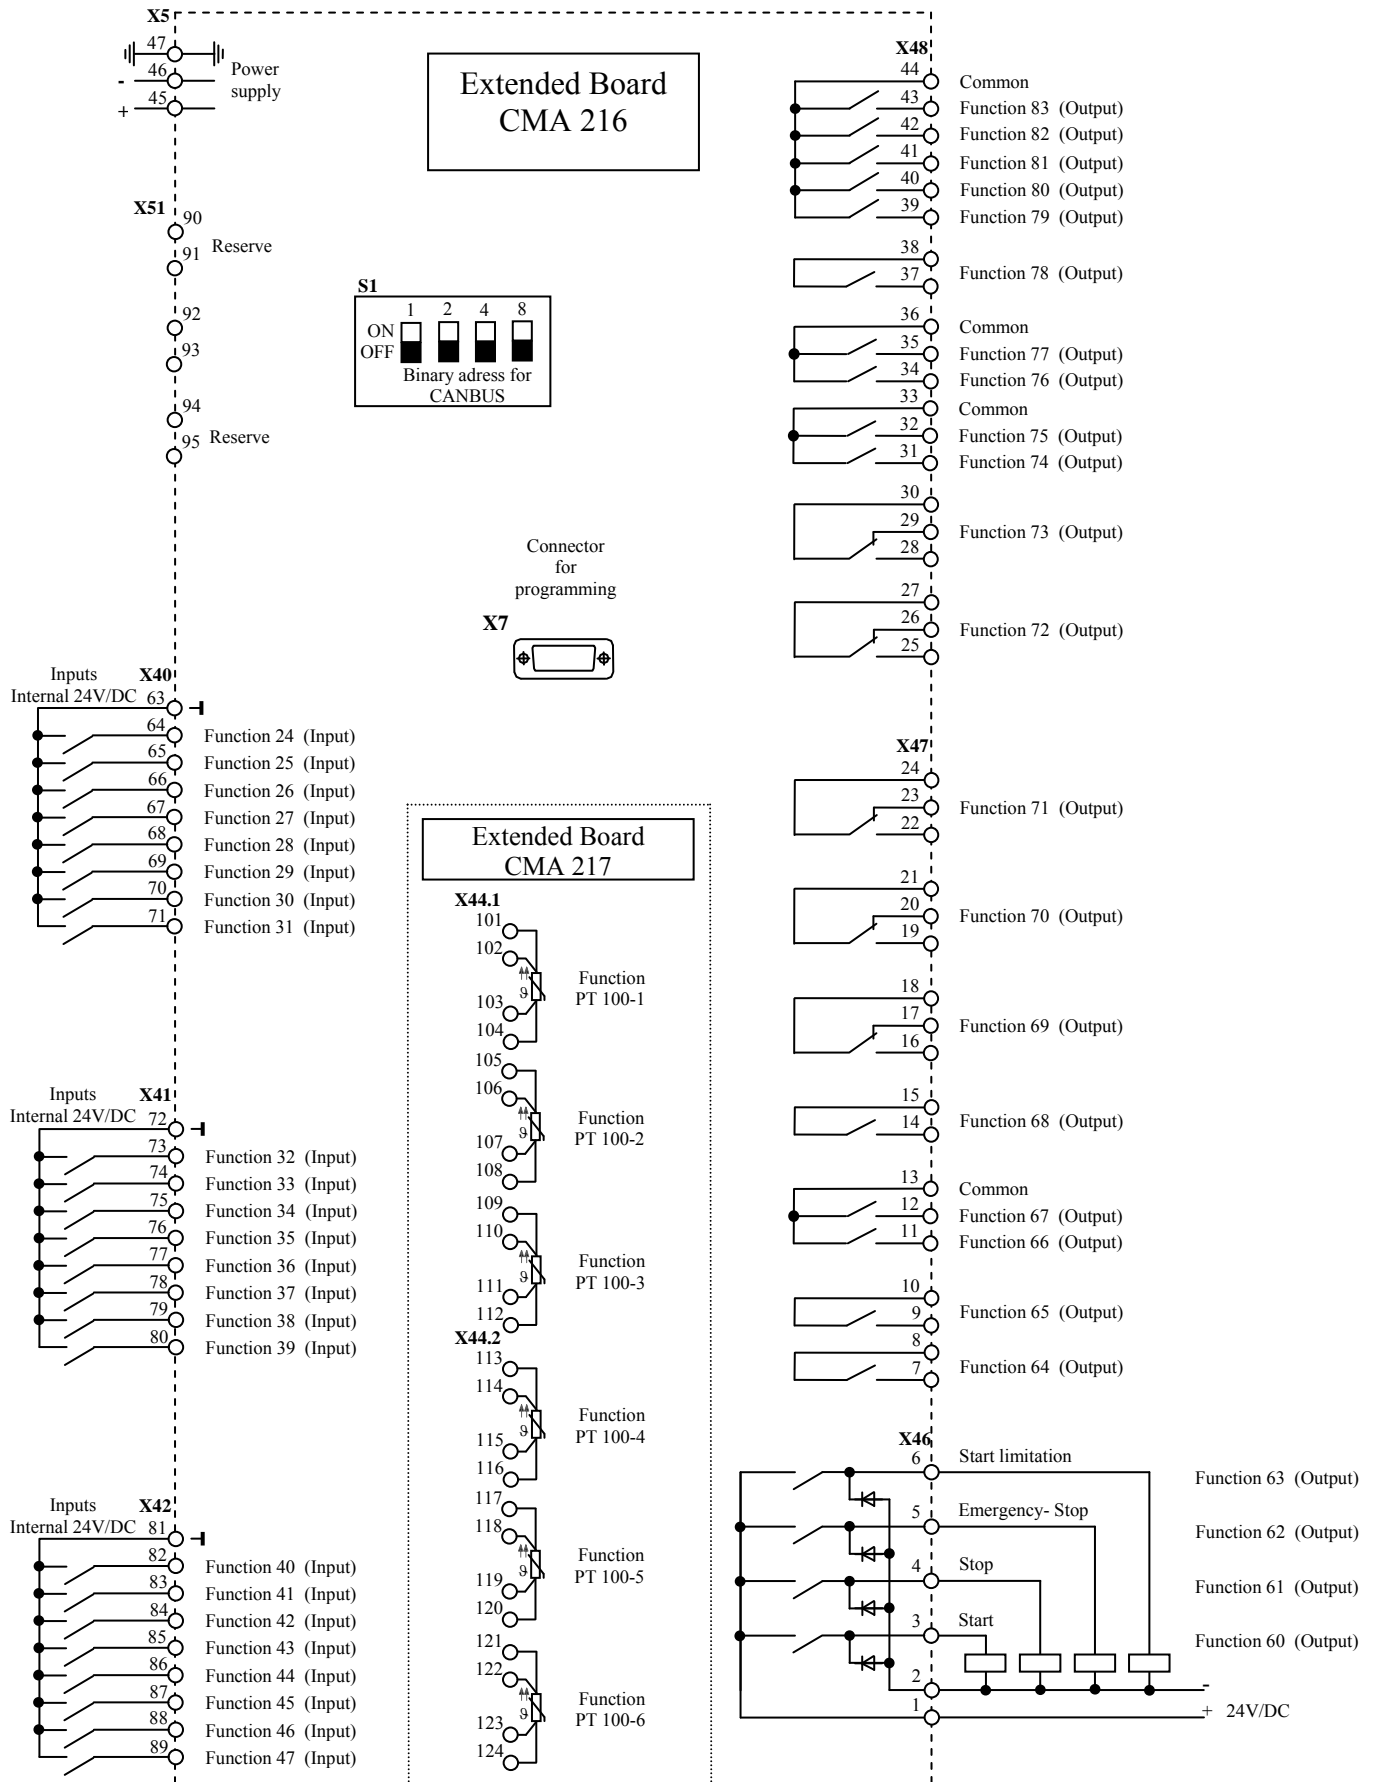 X5
47
46
-
Power
supply
45
+
Extended Board
CMA 216
X51
90
91
Reserve
92
93
94
95
Reserve
S1
1 2 4 8
ON
OFF
Binary adress for
CANBUS
Connector
for
programming
X7
Inputs
Internal 24V/DC
X40
63
64 Function 24 (Input)
65 Function 25 (Input)
66 Function 26 (Input)
67 Function 27 (Input)
68 Function 28 (Input)
69 Function 29 (Input)
70 Function 30 (Input)
71 Function 31 (Input)
Inputs
Internal 24V/DC
X41
72
73 Function 32 (Input)
74 Function 33 (Input)
75 Function 34 (Input)
76 Function 35 (Input)
77 Function 36 (Input)
78 Function 37 (Input)
79 Function 38 (Input)
80 Function 39 (Input)
Inputs
Internal 24V/DC
X42
81
82 Function 40 (Input)
83 Function 41 (Input)
84 Function 42 (Input)
85 Function 43 (Input)
86 Function 44 (Input)
87 Function 45 (Input)
88 Function 46 (Input)
89 Function 47 (Input)
Extended Board
CMA 217
X44.1
101
102
ϑ
103
104
Function
PT 100-1
105
106
ϑ
107
108
Function
PT 100-2
109
110
ϑ
111
112
Function
PT 100-3
X44.2
113
114
ϑ
115
116
Function
PT 100-4
117
118
ϑ
119
120
Function
PT 100-5
121
122
ϑ
123
124
Function
PT 100-6
X48
44 Common
43 Function 83 (Output)
42 Function 82 (Output)
41 Function 81 (Output)
40 Function 80 (Output)
39 Function 79 (Output)
38
37
Function 78 (Output)
36 Common
35 Function 77 (Output)
34 Function 76 (Output)
33 Common
32 Function 75 (Output)
31 Function 74 (Output)
30
29 Function 73 (Output)
28
27
26 Function 72 (Output)
25
X47
24
23 Function 71 (Output)
22
21
20 Function 70 (Output)
19
18
17 Function 69 (Output)
16
15
14
Function 68 (Output)
13 Common
12 Function 67 (Output)
11 Function 66 (Output)
10
9
Function 65 (Output)
8
7
Function 64 (Output)
X46
6 Start limitation
Function 63 (Output)
5 Emergency- Stop
Function 62 (Output)
4 Stop
Function 61 (Output)
3 Start
Function 60 (Output)
2
-
1
+ 24V/DC